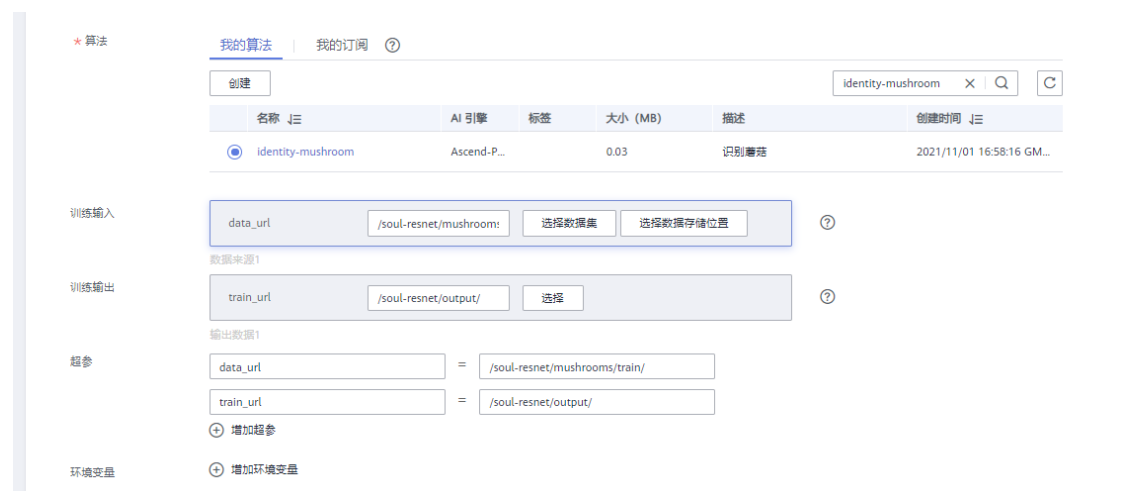 * 算法
我的算法 我的订阅 ?
创建 identity-mushroom
名称 AI 引擎 标签 大小 (MB) 描述 创建时间
identity-mushroom Ascend-P... 0.03 识别蘑菇 2021/11/01 16:58:16 GM...
训练输入
data_url /soul-resnet/mushrooms 选择数据集 选择数据存储位置 ?
数据来源1
训练输出
train_url /soul-resnet/output/ 选择 ?
输出数据1
超参
data_url = /soul-resnet/mushrooms/train/
train_url = /soul-resnet/output/
增加超参
环境变量 增加环境变量